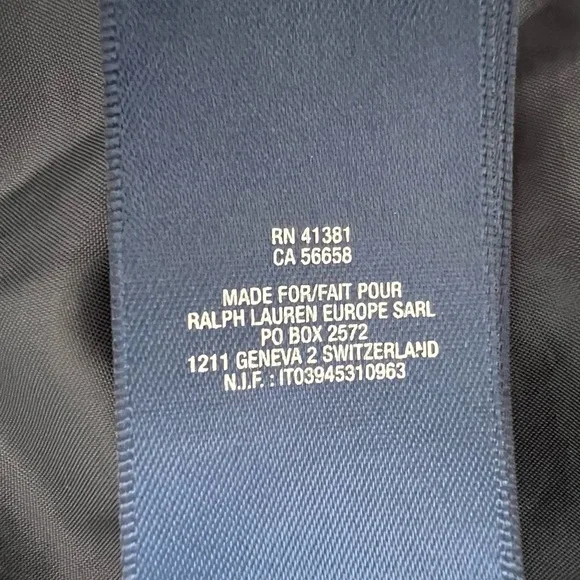 RN 41381
CA 56658
MADE FOR/FAIT POUR
RALPH LAUREN EUROPE SARL
PO BOX 2572
1211 GENEVA 2 SWITZERLAND
N.I.F. : IT03945310963